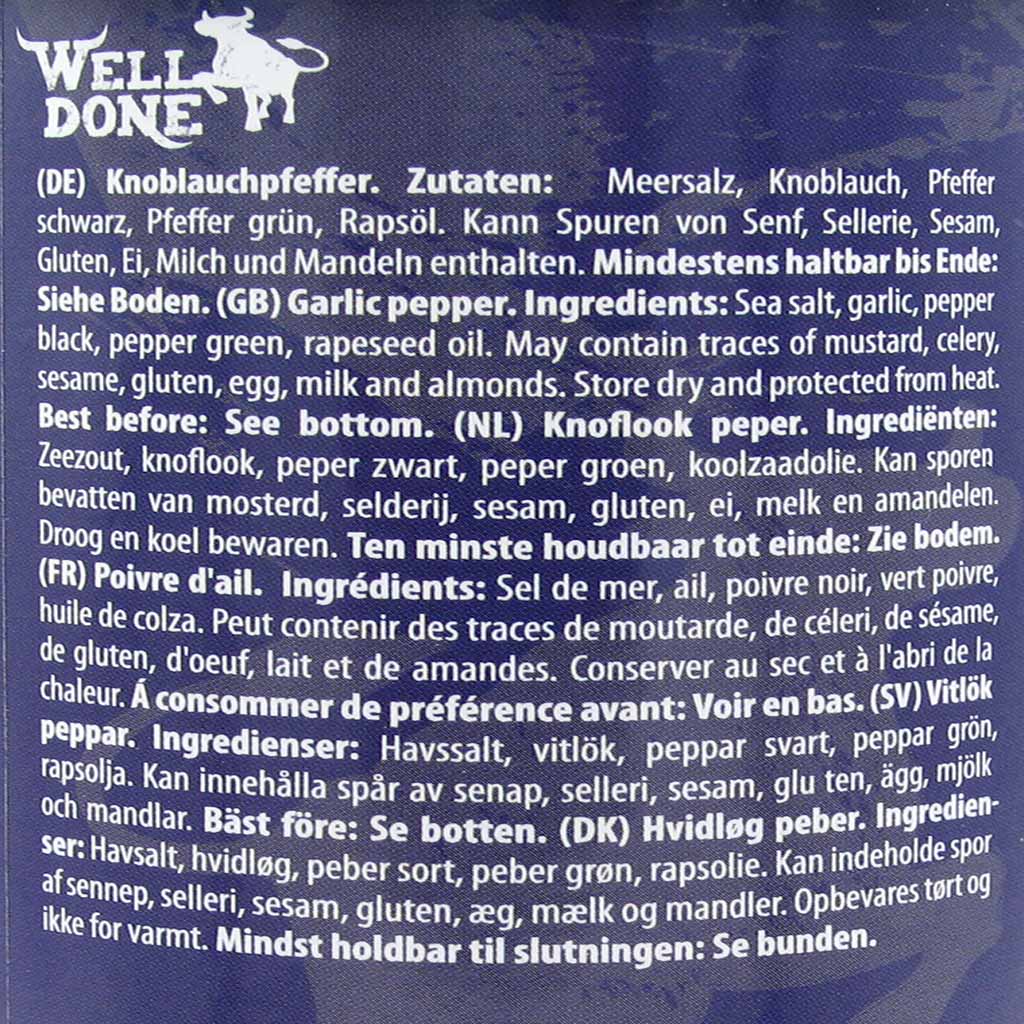 WELL
DONE
(DE) Knoblauchpfeffer. Zutaten: Meersalz, Knoblauch, Pfeffer
schwarz, Pfeffer grün, Rapsöl. Kann Spuren von Senf, Sellerie, Sesam,
Gluten, Ei, Milch und Mandeln enthalten. Mindestens haltbar bis Ende:
Siehe Boden. (GB) Garlic pepper. Ingredients: Sea salt, garlic, pepper
black, pepper green, rapeseed oil. May contain traces of mustard, celery,
sesame, gluten, egg, milk and almonds. Store dry and protected from heat.
Best before: See bottom. (NL) Knoflook peper. Ingrediënten:
Zeezout, knoflook, peper zwart, peper groen, koolzaadolie. Kan sporen
bevatten van mosterd, selderij, sesam, gluten, ei, melk en amandelen.
Droog en koel bewaren. Ten minste houdbaar tot einde: Zie bodem.
(FR) Poivre d'ail. Ingrédients: Sel de mer, ail, poivre noir, vert poivre,
huile de colza. Peut contenir des traces de moutarde, de céleri, de sésame,
de gluten, d'oeuf, lait et de amandes. Conserver au sec et à l'abri de la
chaleur. Á consommer de préférence avant: Voir en bas. (SV) Vitlök
peppar. Ingredienser: Havssalt, vitlök, peppar svart, peppar grön,
rapsolja. Kan innehålla spår av senap, selleri, sesam, glu ten, ägg, mjölk
och mandlar. Bäst före: Se botten. (DK) Hvidløg peber. Ingredien-
ser: Havsalt, hvidløg, peber sort, peber grøn, rapsolie. Kan indeholde spor
af sennep, selleri, sesam, gluten, æg, mælk og mandler. Opbevares tørt og
ikke for varmt. Mindst holdbar til slutningen: Se bunden.